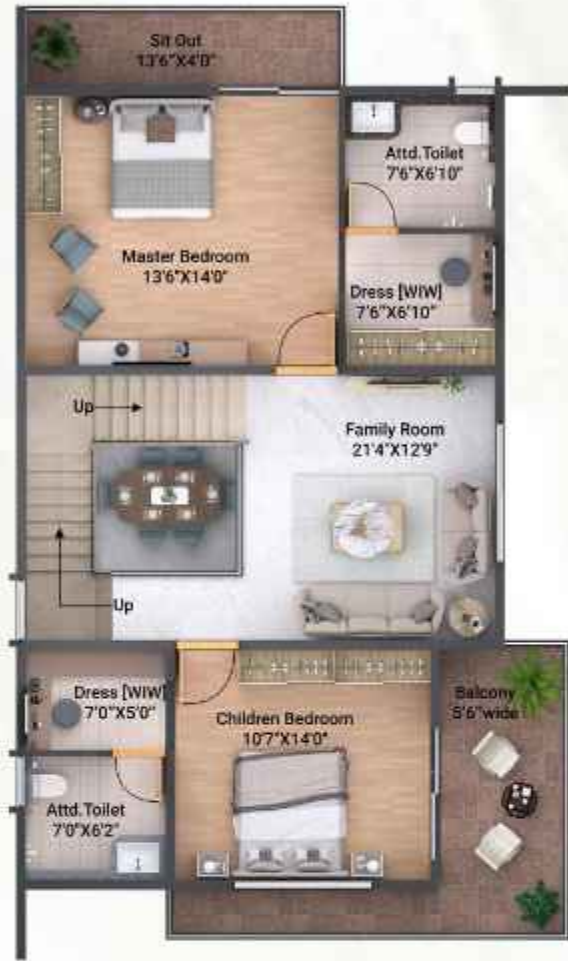 Sit Out
13'6"X4'0"
Attd.Toilet
7'6"X6'10"
Master Bedroom
13'6"X14'0"
Dress [WIW]
7'6"X6'10"
Up
Family Room
21'4"X12'9"
Up
Dress [WIW]
7'0"X5'0"
Balcony
5'6"wide
Children Bedroom
10'7"X14'0"
Attd.Toilet
7'0"X6'2"